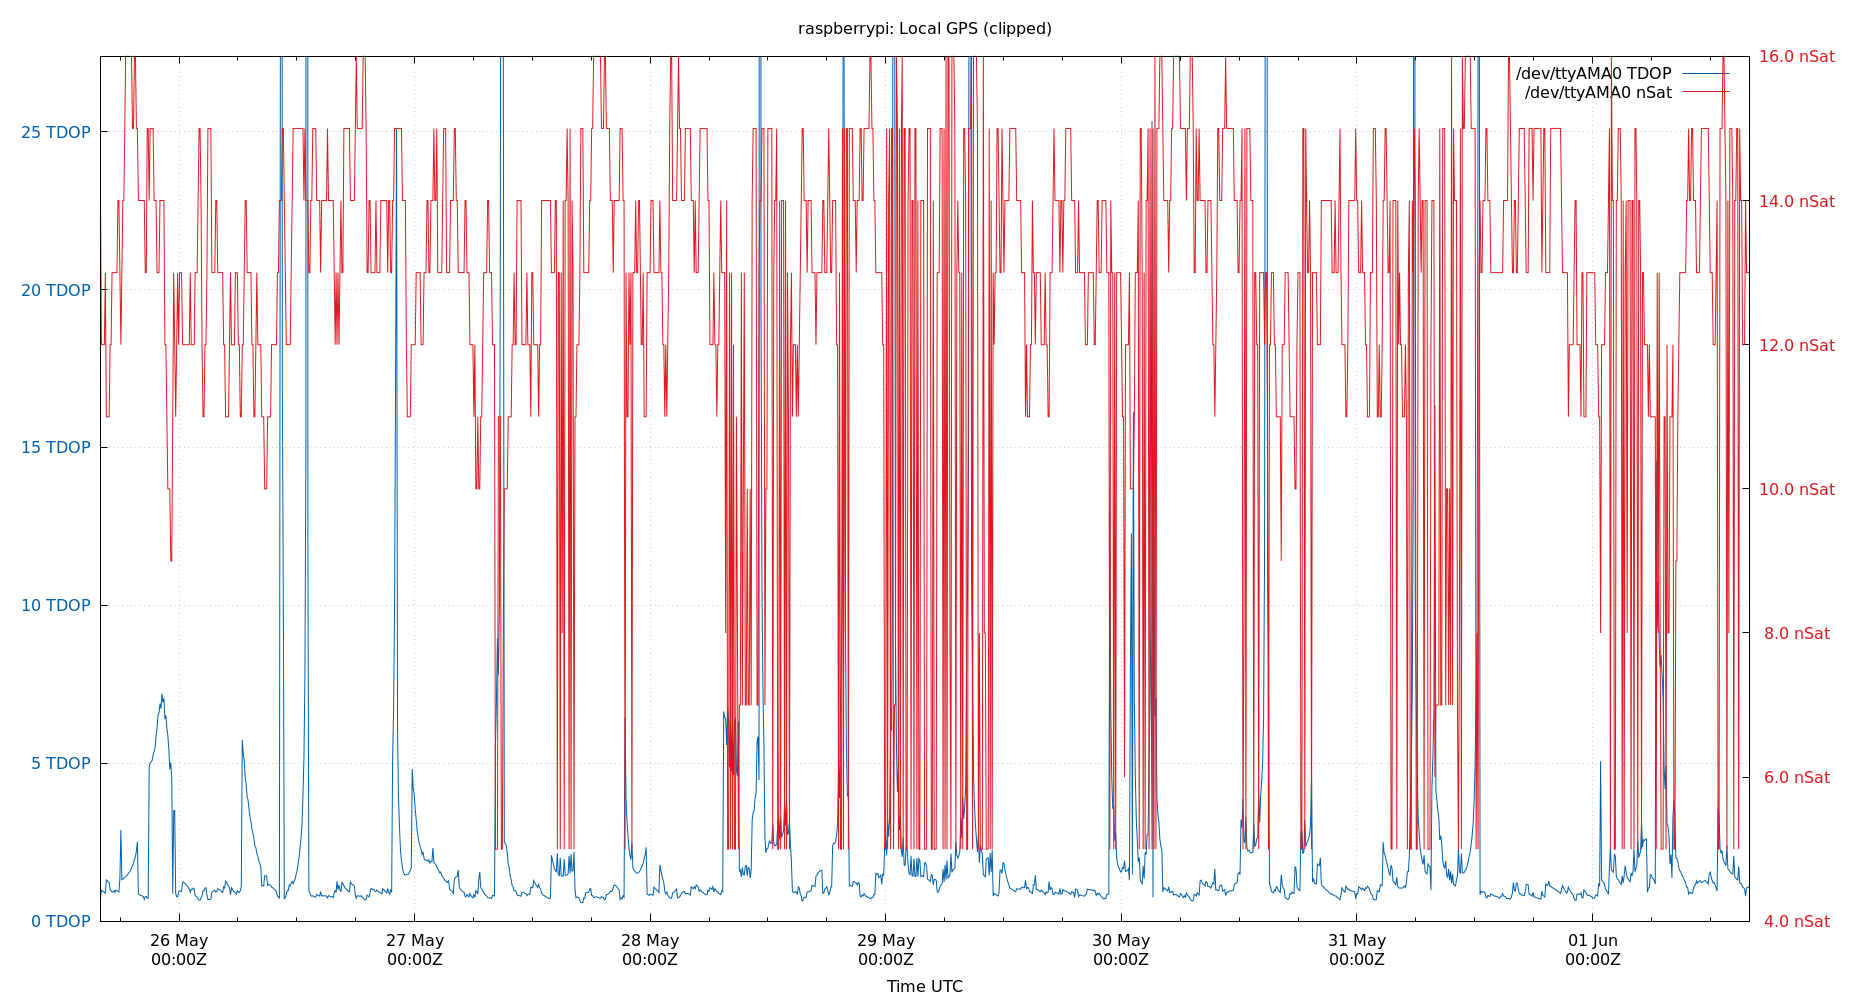 raspberrypi: Local GPS (clipped)
/dev/ttyAMA0 TDOP
/dev/ttyAMA0 nSat
25 TDOP
20 TDOP
15 TDOP
10 TDOP
5 TDOP
0 TDOP
16.0 nSat
14.0 nSat
12.0 nSat
10.0 nSat
8.0 nSat
6.0 nSat
4.0 nSat
26 May
00:00Z
27 May
00:00Z
28 May
00:00Z
29 May
00:00Z
30 May
00:00Z
31 May
00:00Z
01 Jun
00:00Z
Time UTC